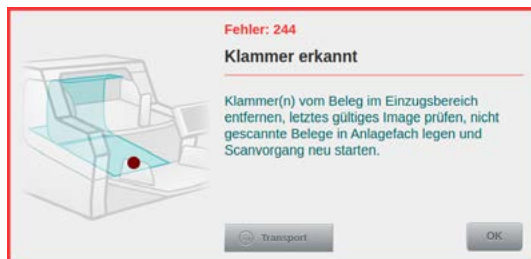 Fehler: 244
Klammer erkannt
Klammer(n) vom Beleg im Einzugsbereich
entfernen, letztes gültiges Image prüfen, nicht
gescannte Belege in Anlagefach legen und
Scanvorgang neu starten.
Transport
OK